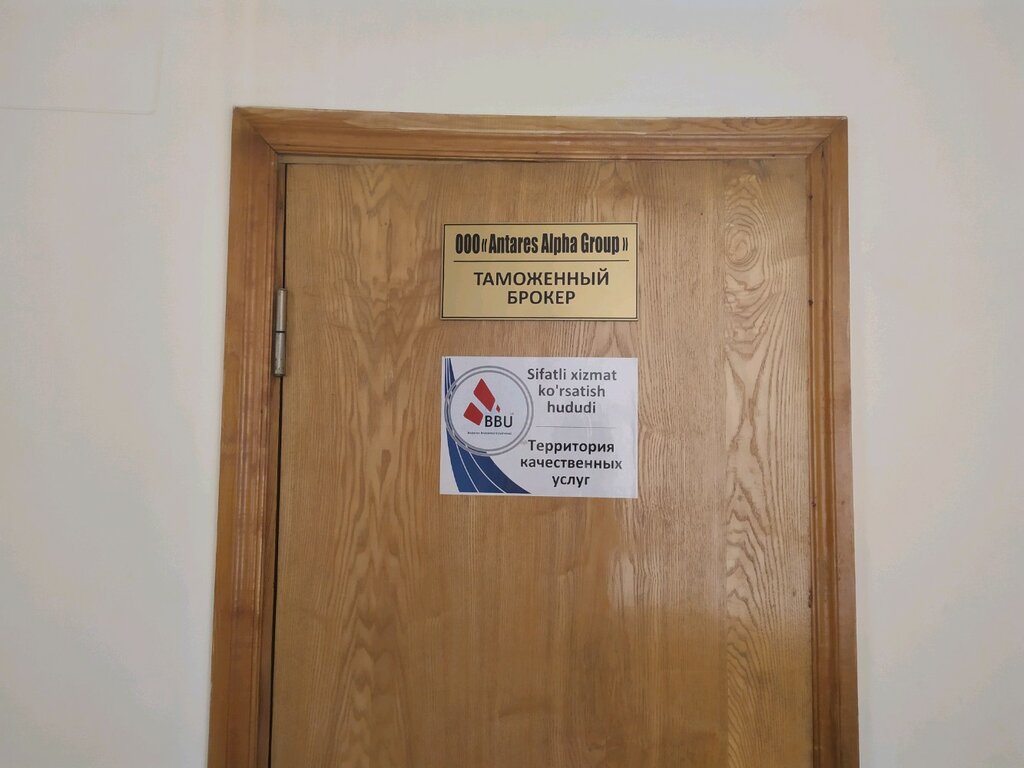 ООО «Antares Alpha Group»
ТАМОЖЕННЫЙ
БРОКЕР
Sifatli xizmat
ko'rsatish
hududi
BBU
Территория
качественных
услуг